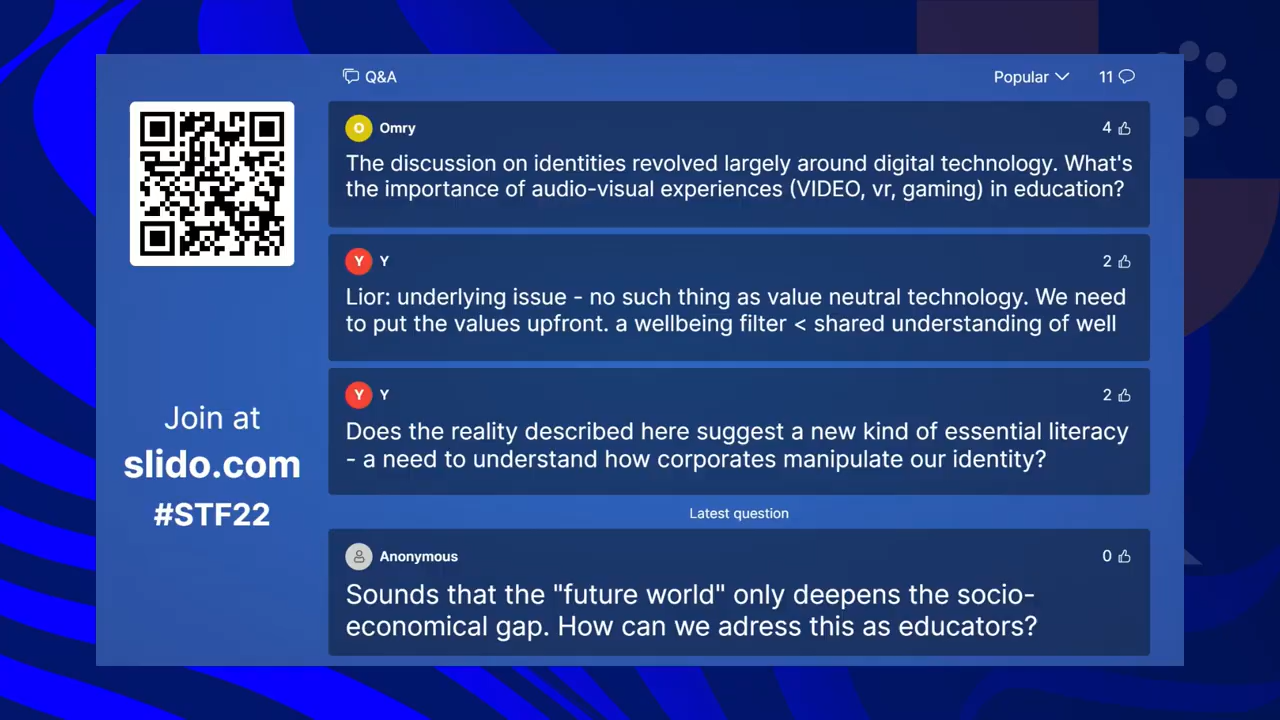 Q&A
Popular
11
O
Omry
4
The discussion on identities revolved largely around digital technology. What's
the importance of audio-visual experiences (VIDEO, vr, gaming) in education?
Y
Y
2
Lior: underlying issue - no such thing as value neutral technology. We need
to put the values upfront. a wellbeing filter < shared understanding of well
Y
Y
2
Does the reality described here suggest a new kind of essential literacy
- a need to understand how corporates manipulate our identity?
Join at
slido.com
#STF22
Latest question
Anonymous
0
Sounds that the "future world" only deepens the socio-
economical gap. How can we adress this as educators?